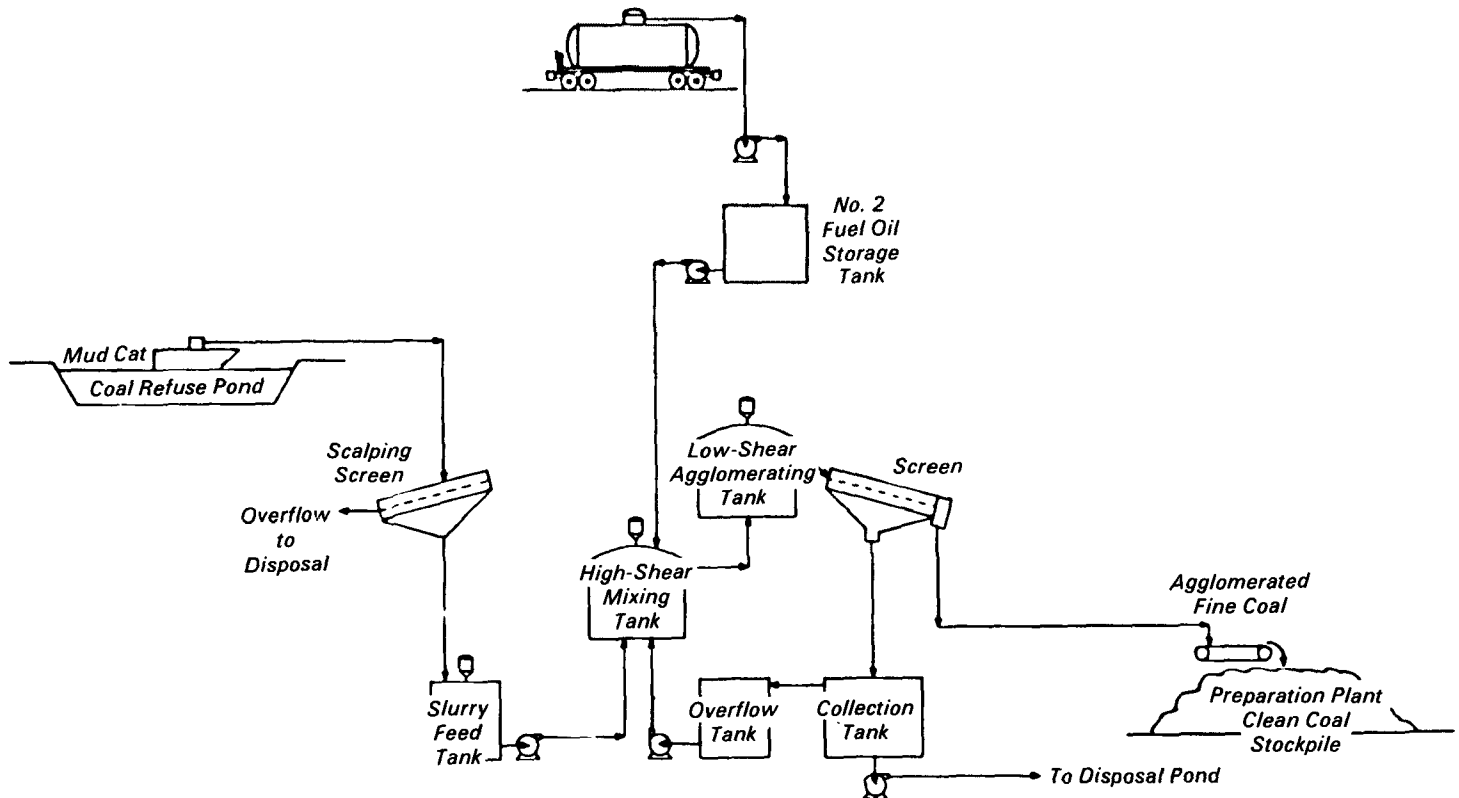 No. 2
Fuel Oil
Storage
Tank
Mud Cat
Coal Refuse Pond
Scalping
Screen
Overflow
to
Disposal
Low-Shear
Agglomerating
Tank
Screen
High-Shear
Mixing
Tank
Agglomerated
Fine Coal
Slurry
Feed
Tank
Overflow
Tank
Collection
Tank
Preparation Plant
Clean Coal
Stockpile
To Disposal Pond